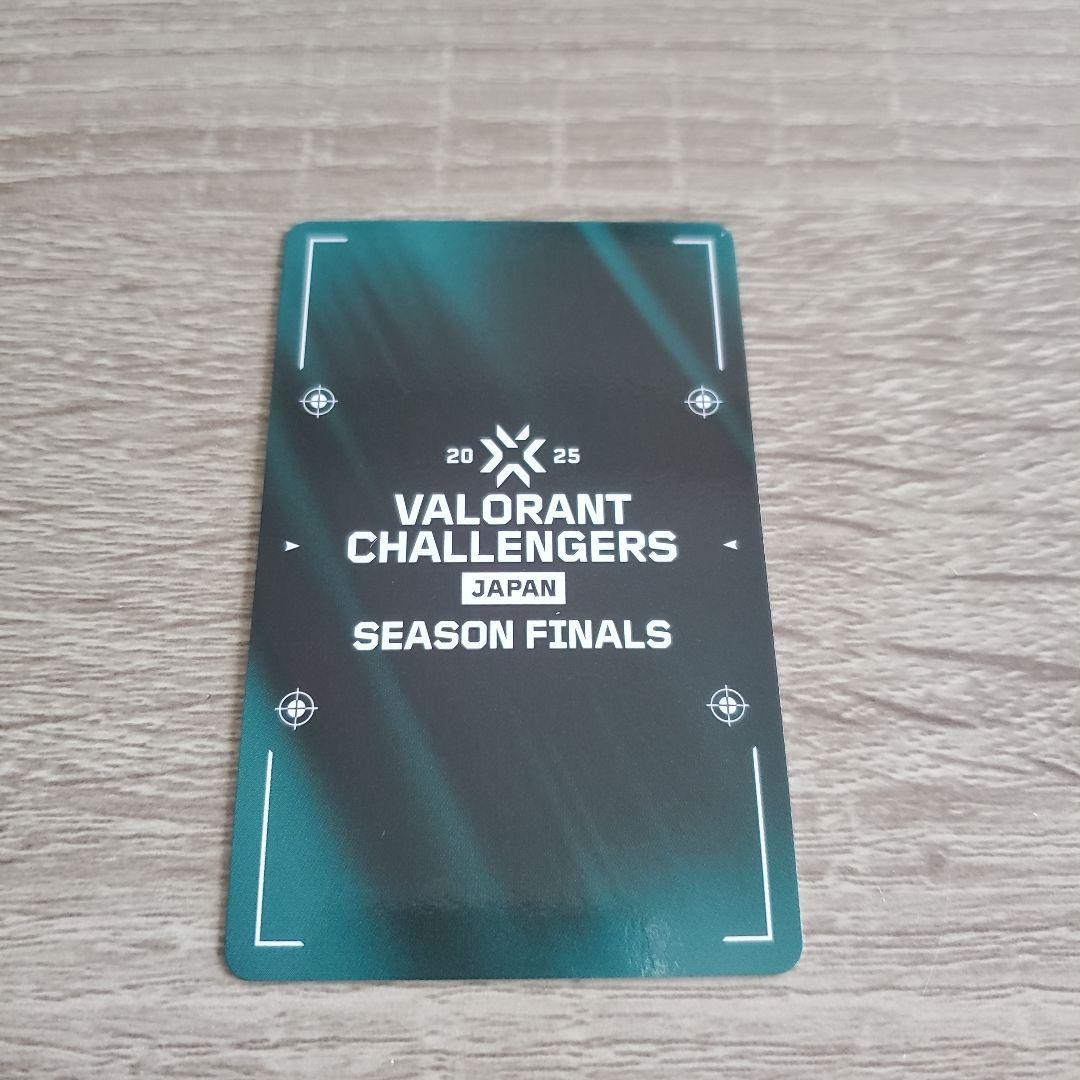 20 25
VALORANT
CHALLENGERS
JAPAN
SEASON FINALS